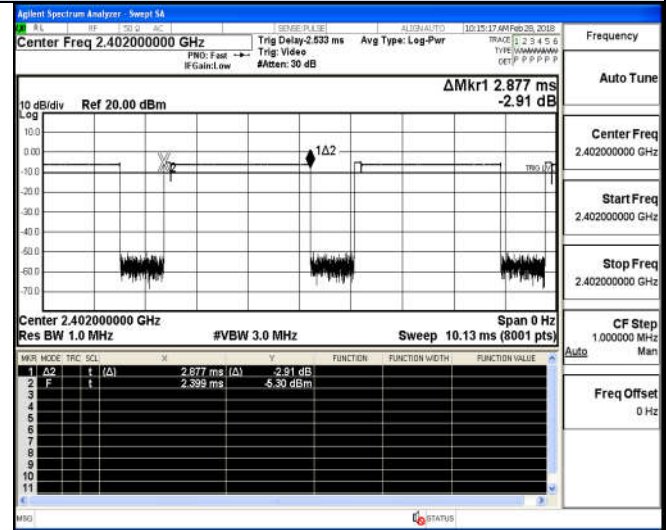 Agilent Spectrum Analyzer - Swept SA
RL RF 50 Ω AC SENSE:PULSE ALIGNAUTO 10:15:17 AM Feb 28, 2018
Center Freq 2.402000000 GHz
PNO: Fast
IFGain:Low
Trig Delay-2.533 ms
Trig: Video
#Atten: 30 dB
Avg Type: Log-Pwr
TRACE 1 2 3 4 5 6
TYPE
DET P P P P P P
ΔMkr1 2.877 ms
-2.91 dB
10 dB/div Ref 20.00 dBm
Log
10.0
0.00
-10.0
-20.0
-30.0
-40.0
-50.0
-60.0
-70.0
1Δ2
2
TRIG LVL
Center 2.402000000 GHz
Span 0 Hz
Res BW 1.0 MHz
#VBW 3.0 MHz
Sweep 10.13 ms (8001 pts)
MKR MODE TRC SCL X Y FUNCTION FUNCTION WIDTH FUNCTION VALUE
1 Δ2 t (Δ) 2.877 ms (Δ) -2.91 dB
2 F t 2.399 ms -5.30 dBm
3
4
5
6
7
8
9
10
11
MSG
STATUS
Frequency
Auto Tune
Center Freq
2.402000000 GHz
Start Freq
2.402000000 GHz
Stop Freq
2.402000000 GHz
CF Step
1.000000 MHz
Auto Man
Freq Offset
0 Hz